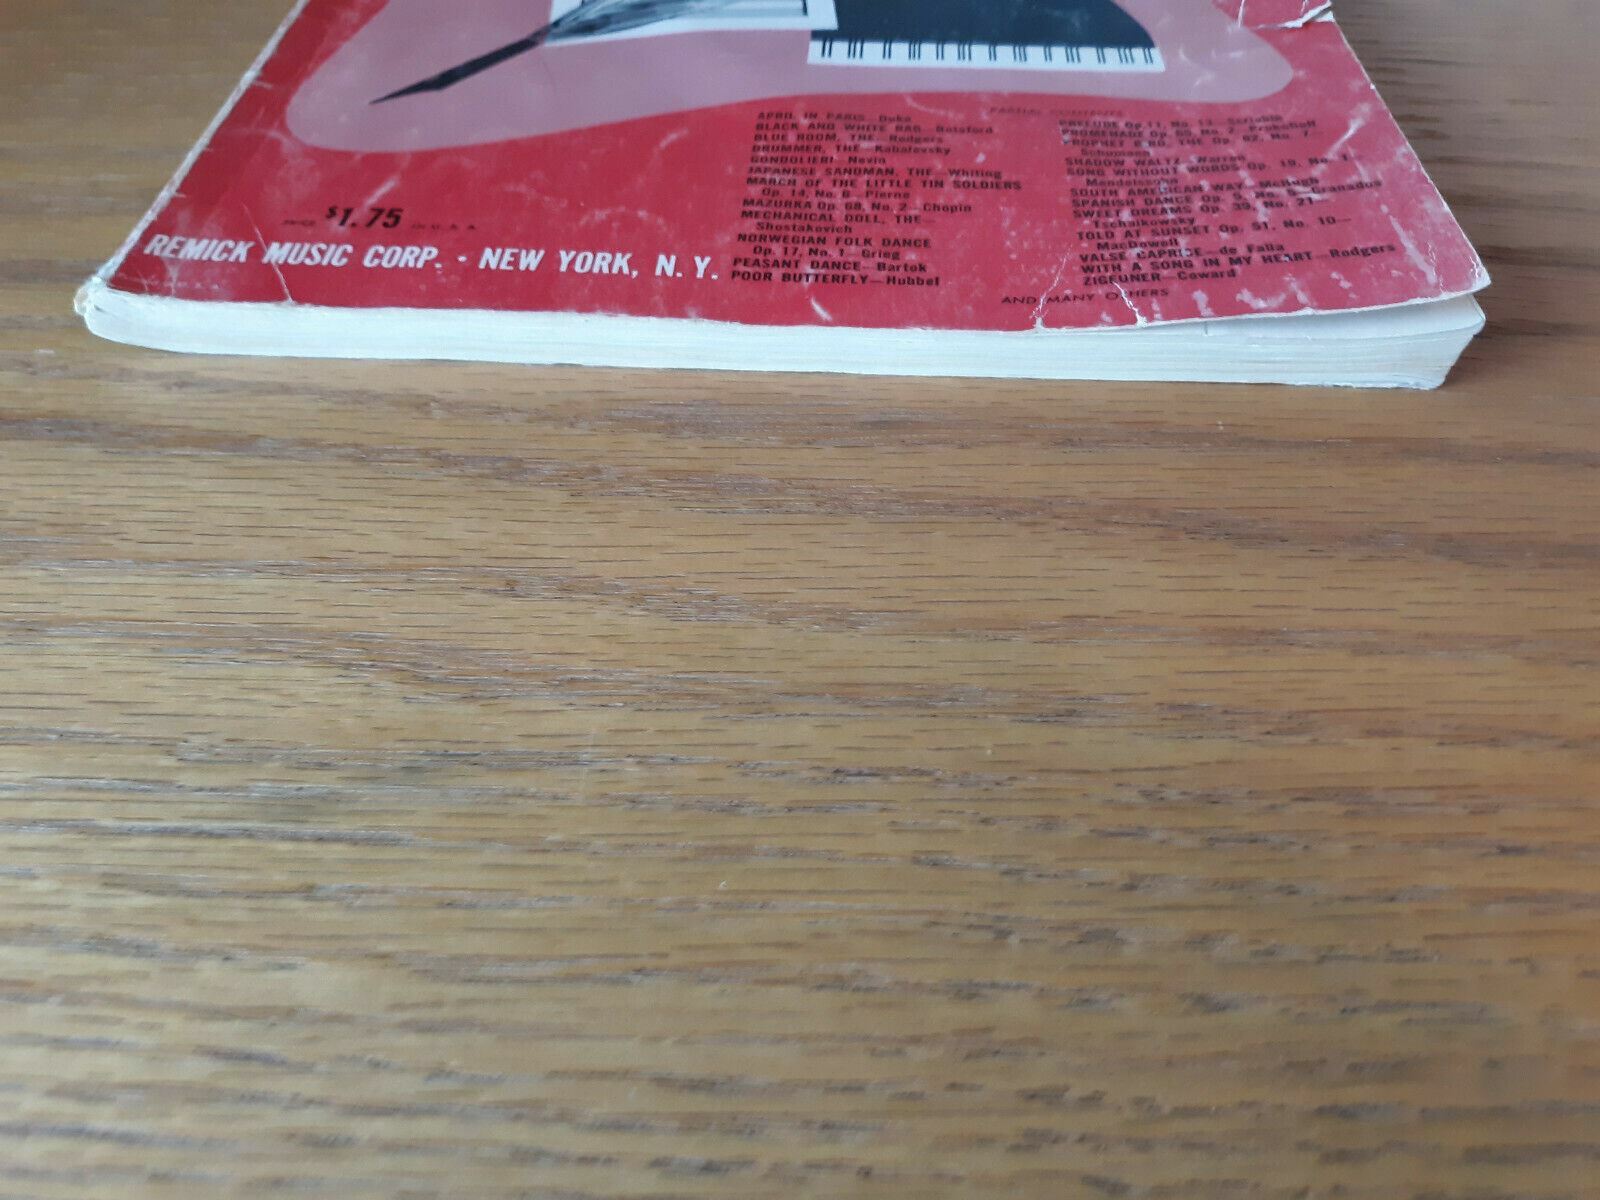 PARTIAL CONTENTS
APRIL IN PARIS—Duke
BLACK AND WHITE RAG—Botsford
BLUE ROOM, THE—Rodgers
DRUMMER, THE—Kabalevsky
GONDOLIERI—Nevin
JAPANESE SANDMAN, THE—Whiting
MARCH OF THE LITTLE TIN SOLDIERS
Op. 14, No. 6—Pierne
MAZURKA Op. 68, No. 2—Chopin
MECHANICAL DOLL, THE—
Shostakovich
NORWEGIAN FOLK DANCE
Op. 17, No. 1—Grieg
PEASANT DANCE—Bartok
POOR BUTTERFLY—Hubbel
PRELUDE Op. 11, No. 13—Scriabin
PROMENADE Op. 65, No. 2—Prokofieff
PROPHET BIRD, THE Op. 82, No. 7—
Schumann
SHADOW WALTZ—Warren
SONG WITHOUT WORDS Op. 19, No. 1—
Mendelssohn
SOUTH AMERICAN WAY—McHugh
SPANISH DANCE Op. 5, No. 5—Granados
SWEET DREAMS Op. 39, No. 21—
Tschaikowsky
TOLD AT SUNSET Op. 51, No. 10—
MacDowell
VALSE CAPRICE—de Falla
WITH A SONG IN MY HEART—Rodgers
ZIGEUNER—Coward
AND MANY OTHERS
PRICE $1.75 IN U. S. A.
REMICK MUSIC CORP. • NEW YORK, N. Y.